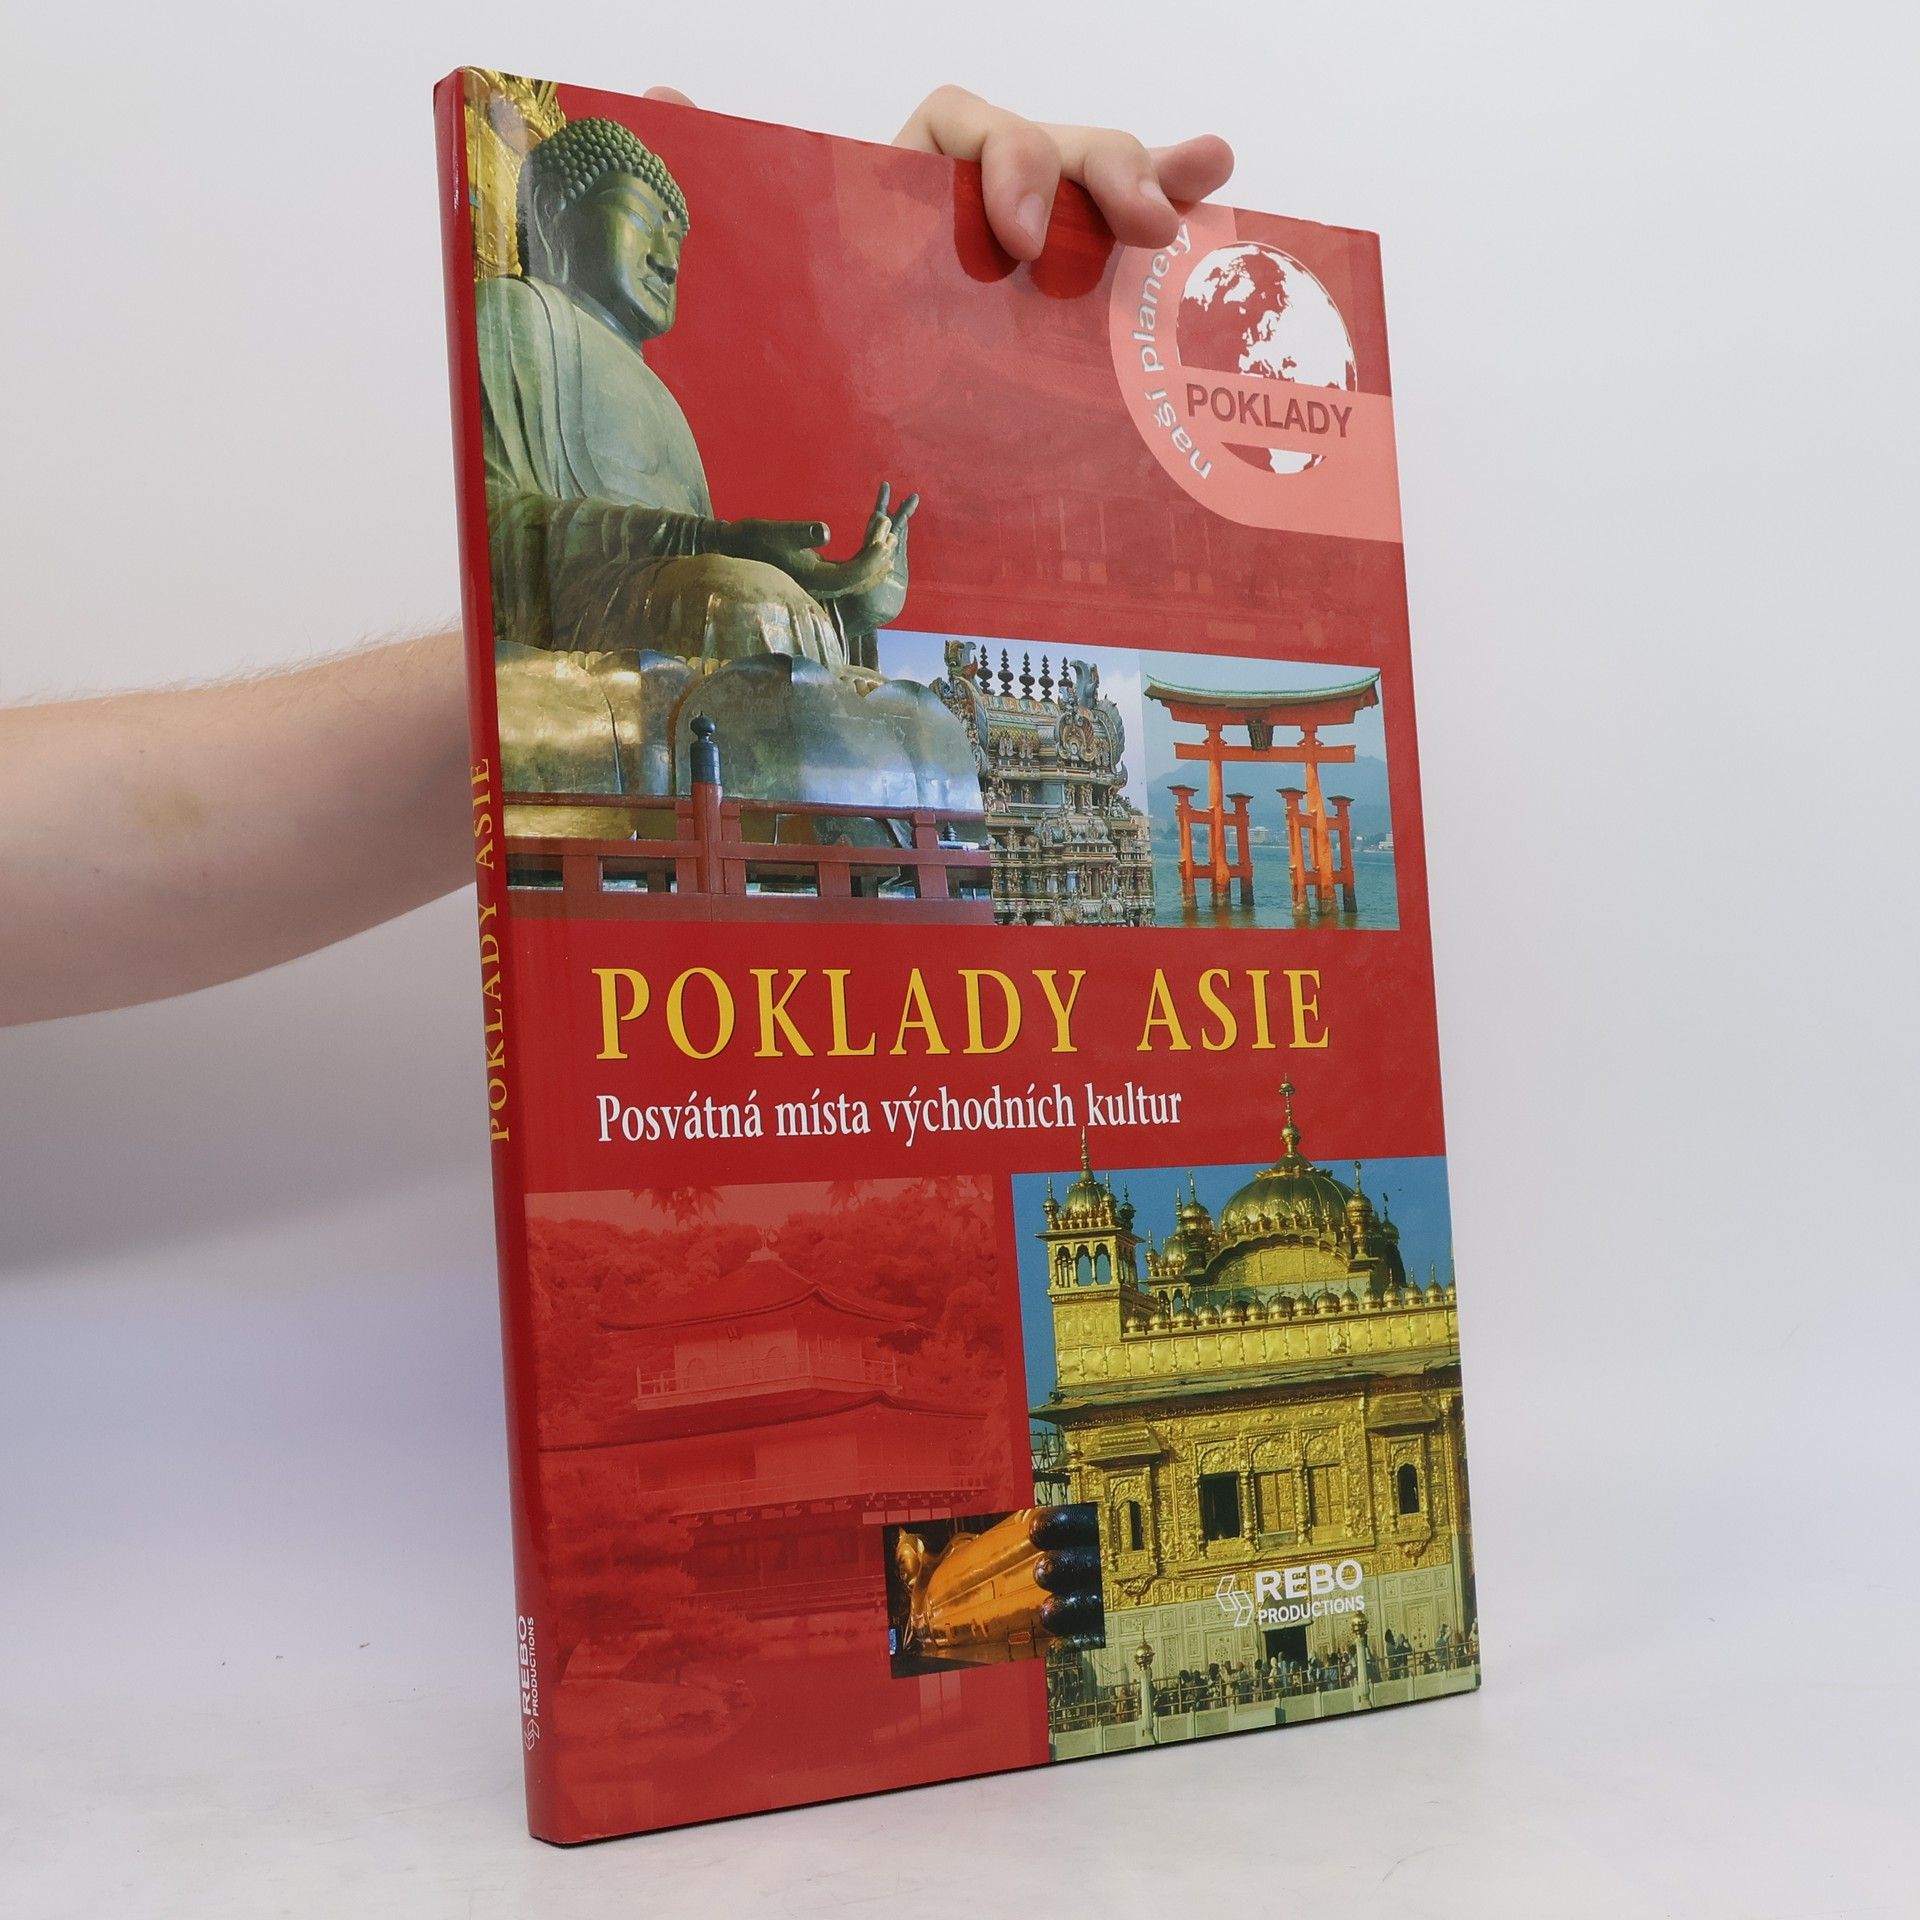 naší planety
POKLADY
POKLADY ASIE
Posvátná místa východních kultur
REBO
PRODUCTIONS
POKLADY ASIE
REBO
PRODUCTIONS